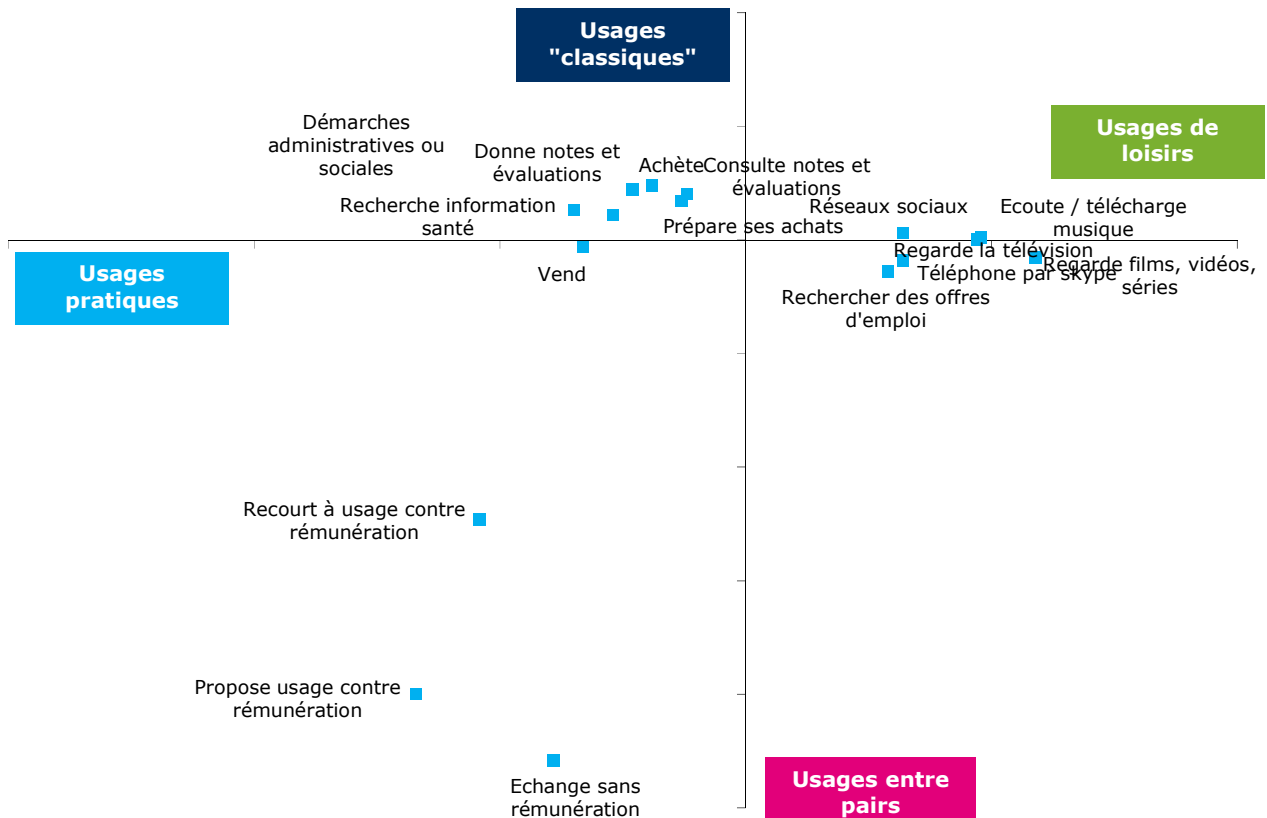 Usages
"classiques"
Usages de
loisirs
Démarches
administratives ou
sociales
Donne notes et
évaluations
Achète
Consulte notes et
évaluations
Recherche information
santé
Prépare ses achats
Réseaux sociaux
Ecoute / télécharge
musique
Usages
pratiques
Vend
Regarde la télévision
Téléphone par skype
Regarde films, vidéos,
séries
Rechercher des offres
d'emploi
Recourt à usage contre
rémunération
Propose usage contre
rémunération
Echange sans
rémunération
Usages entre
pairs